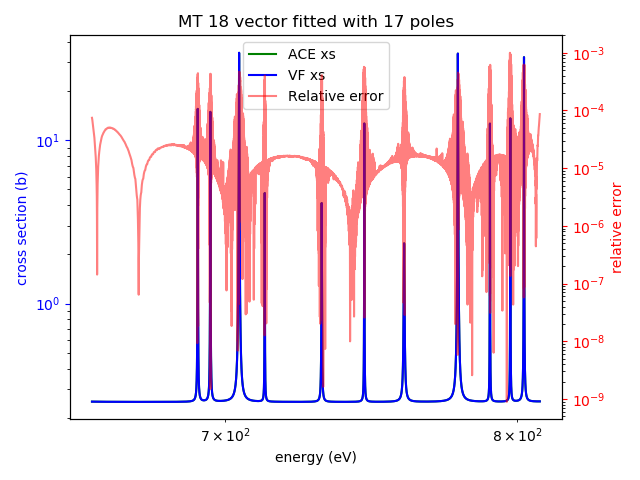 MT 18 vector fitted with 17 poles
ACE xs
VF xs
Relative error
10¹
10⁰
cross section (b)
10⁻³
10⁻⁴
10⁻⁵
10⁻⁶
10⁻⁷
10⁻⁸
10⁻⁹
relative error
7 × 10²
8 × 10²
energy (eV)